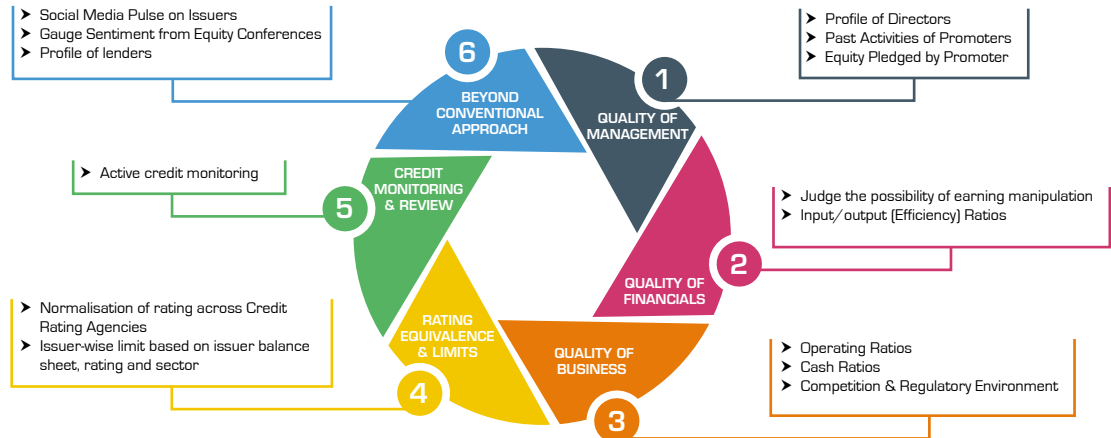 ➤ Social Media Pulse on Issuers
➤ Gauge Sentiment from Equity Conferences
➤ Profile of lenders
6
BEYOND
CONVENTIONAL
APPROACH
➤ Profile of Directors
➤ Past Activities of Promoters
➤ Equity Pledged by Promoter
1
QUALITY OF
MANAGEMENT
➤ Judge the possibility of earning manipulation
➤ Input/output (Efficiency) Ratios
2
QUALITY OF
FINANCIALS
➤ Operating Ratios
➤ Cash Ratios
➤ Competition & Regulatory Environment
3
QUALITY OF
BUSINESS
➤ Normalisation of rating across Credit
Rating Agencies
➤ Issuer-wise limit based on issuer balance
sheet, rating and sector
4
RATING
EQUIVALENCE
& LIMITS
➤ Active credit monitoring
5
CREDIT
MONITORING
& REVIEW